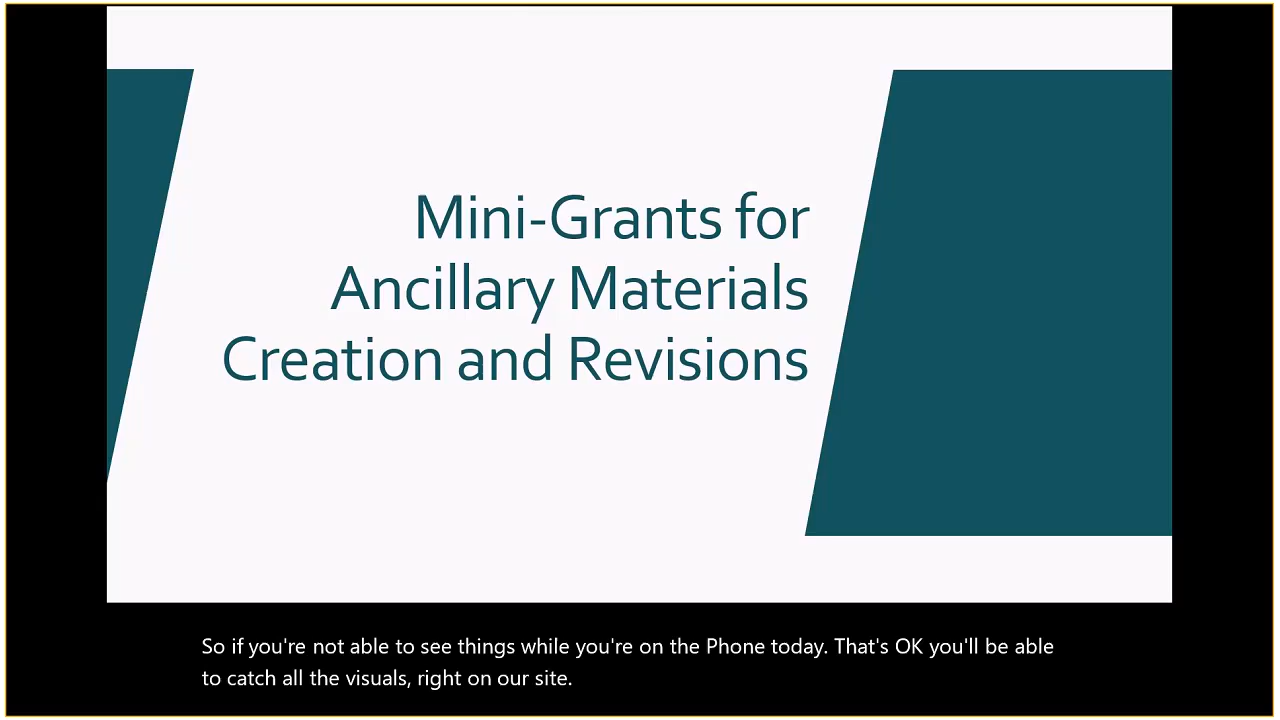 Mini-Grants for
Ancillary Materials
Creation and Revisions
So if you're not able to see things while you're on the Phone today. That's OK you'll be able
to catch all the visuals, right on our site.